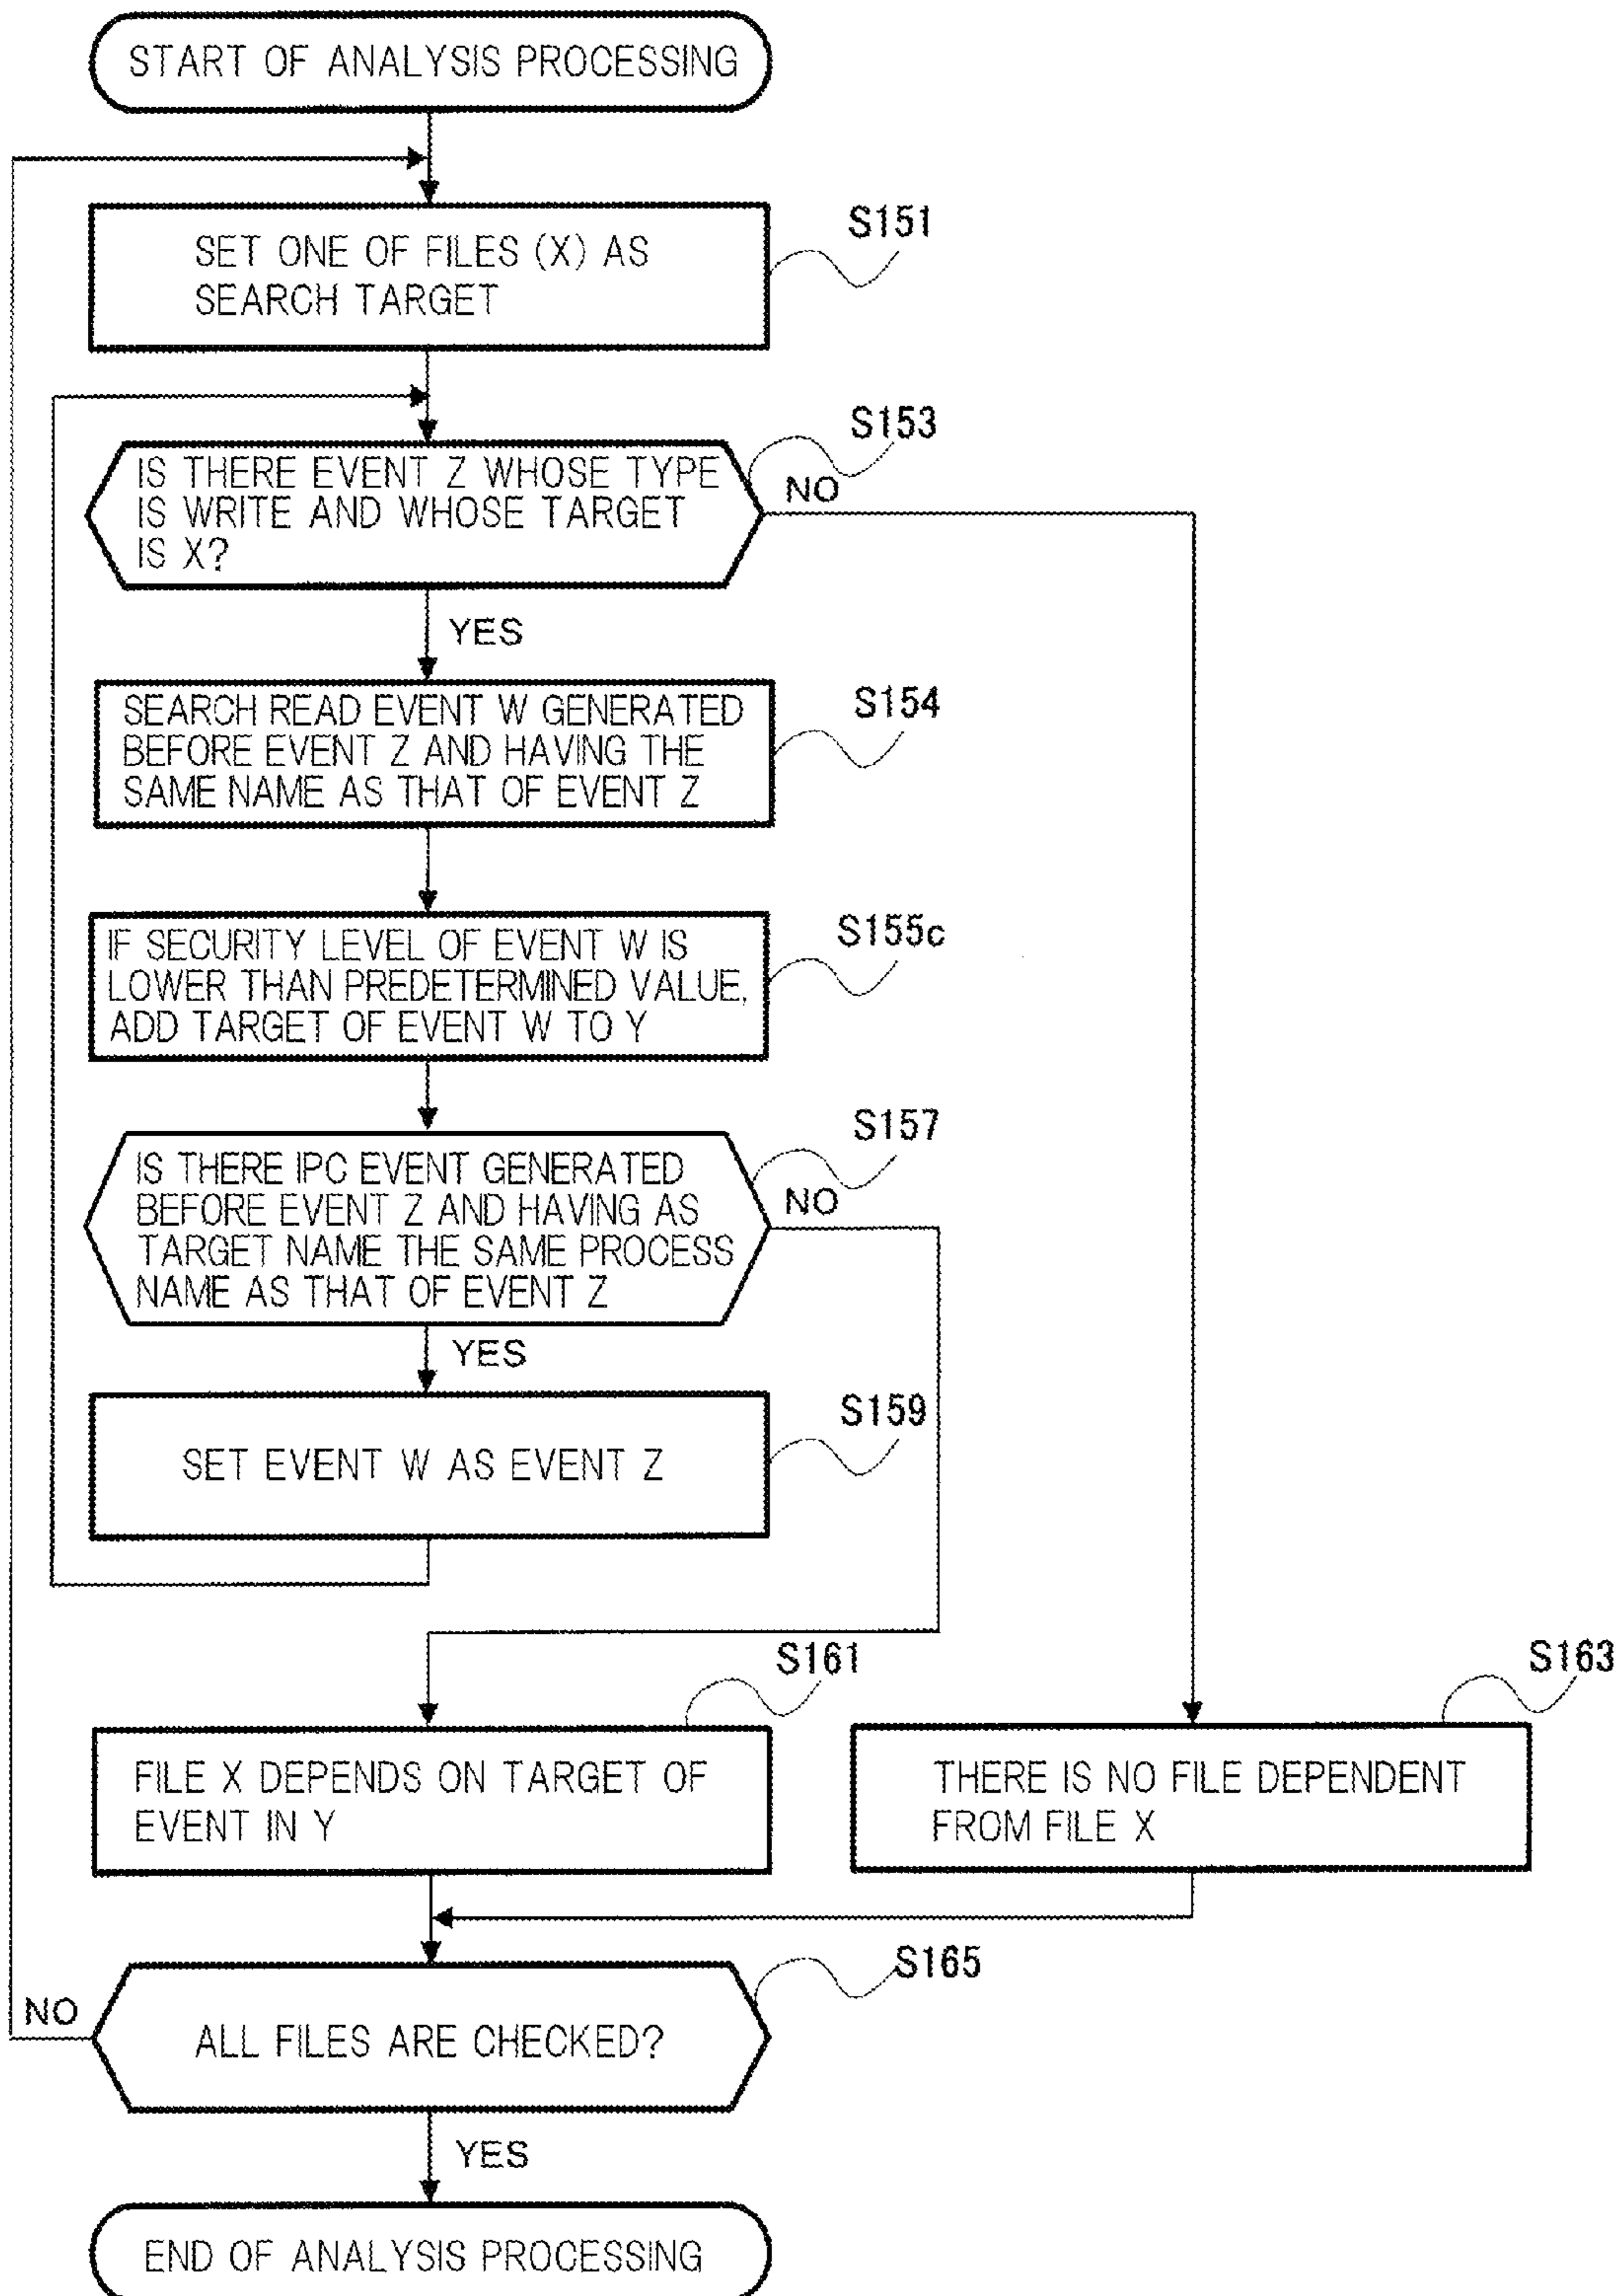 START OF ANALYSIS PROCESSING
S151
SET ONE OF FILES (X) AS
SEARCH TARGET
S153
IS THERE EVENT Z WHOSE TYPE
IS WRITE AND WHOSE TARGET
IS X?
NO
YES
S154
SEARCH READ EVENT W GENERATED
BEFORE EVENT Z AND HAVING THE
SAME NAME AS THAT OF EVENT Z
S155c
IF SECURITY LEVEL OF EVENT W IS
LOWER THAN PREDETERMINED VALUE,
ADD TARGET OF EVENT W TO Y
S157
IS THERE IPC EVENT GENERATED
BEFORE EVENT Z AND HAVING AS
TARGET NAME THE SAME PROCESS
NAME AS THAT OF EVENT Z
NO
YES
S159
SET EVENT W AS EVENT Z
S161
S163
FILE X DEPENDS ON TARGET OF
EVENT IN Y
THERE IS NO FILE DEPENDENT
FROM FILE X
S165
NO
ALL FILES ARE CHECKED?
YES
END OF ANALYSIS PROCESSING